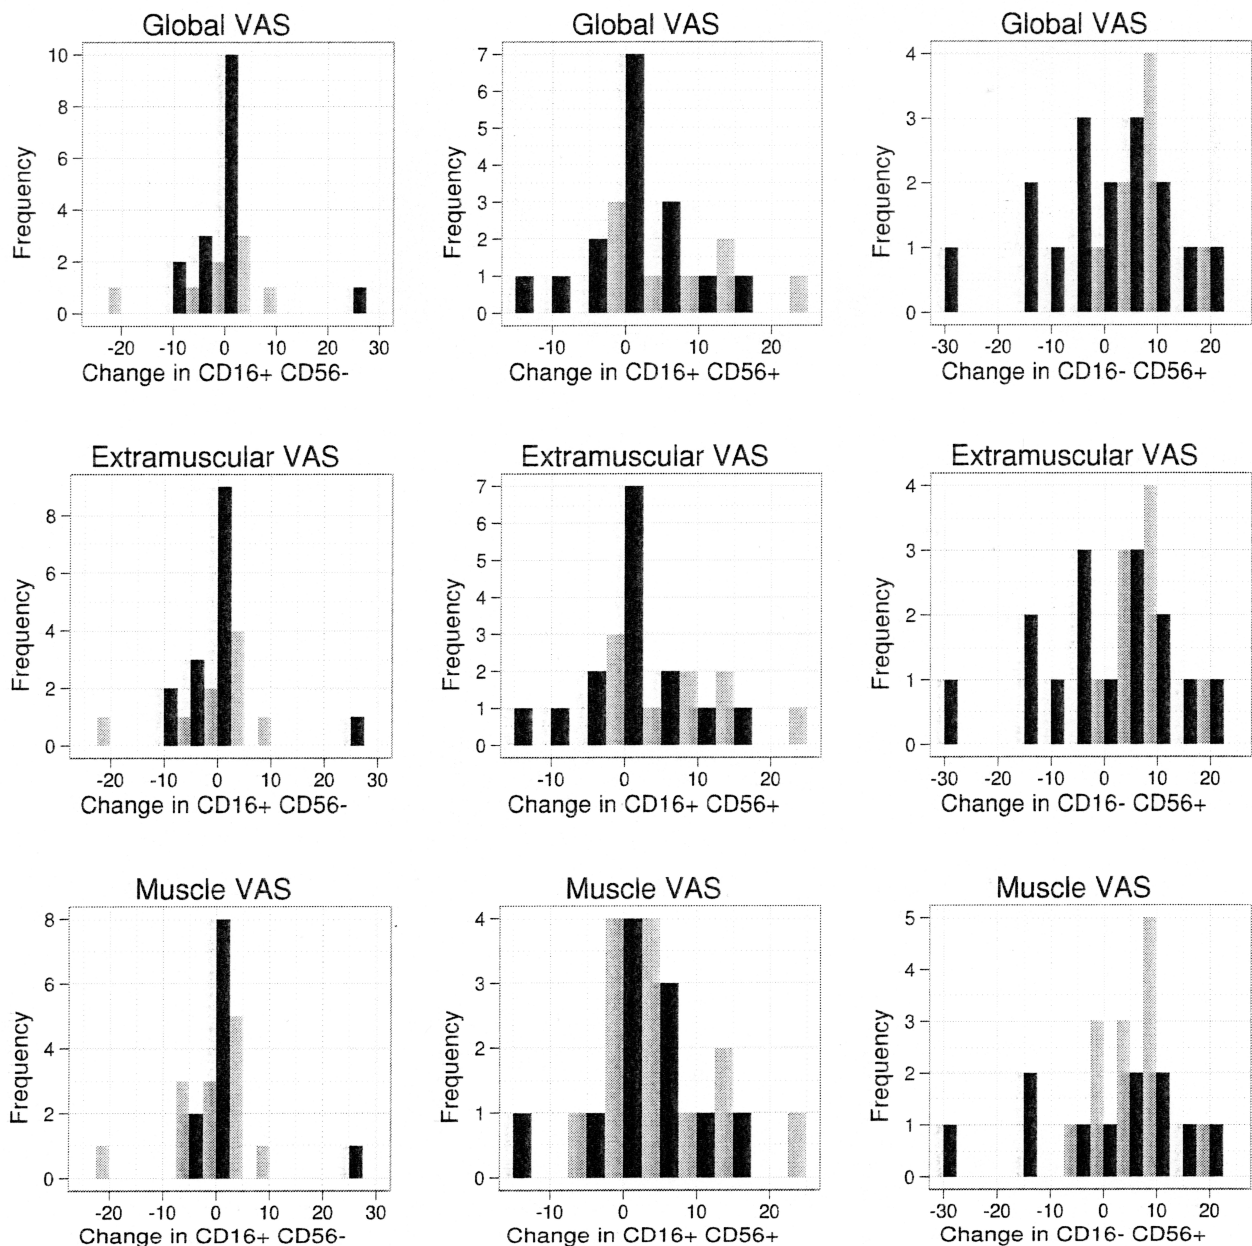 Global VAS
Frequency
10
8
6
4
2
0
-20 -10 0 10 20 30
Change in CD16+ CD56-
Global VAS
Frequency
7
6
5
4
3
2
1
0
-10 0 10 20
Change in CD16+ CD56+
Global VAS
Frequency
4
3
2
1
0
-30 -20 -10 0 10 20
Change in CD16- CD56+
Extramuscular VAS
Frequency
8
6
4
2
0
-20 -10 0 10 20 30
Change in CD16+ CD56-
Extramuscular VAS
Frequency
7
6
5
4
3
2
1
0
-10 0 10 20
Change in CD16+ CD56+
Extramuscular VAS
Frequency
4
3
2
1
0
-30 -20 -10 0 10 20
Change in CD16- CD56+
Muscle VAS
Frequency
8
6
4
2
0
-20 -10 0 10 20 30
Change in CD16+ CD56-
Muscle VAS
Frequency
4
3
2
1
0
-10 0 10 20
Change in CD16+ CD56+
Muscle VAS
Frequency
5
4
3
2
1
0
-30 -20 -10 0 10 20
Change in CD16- CD56+